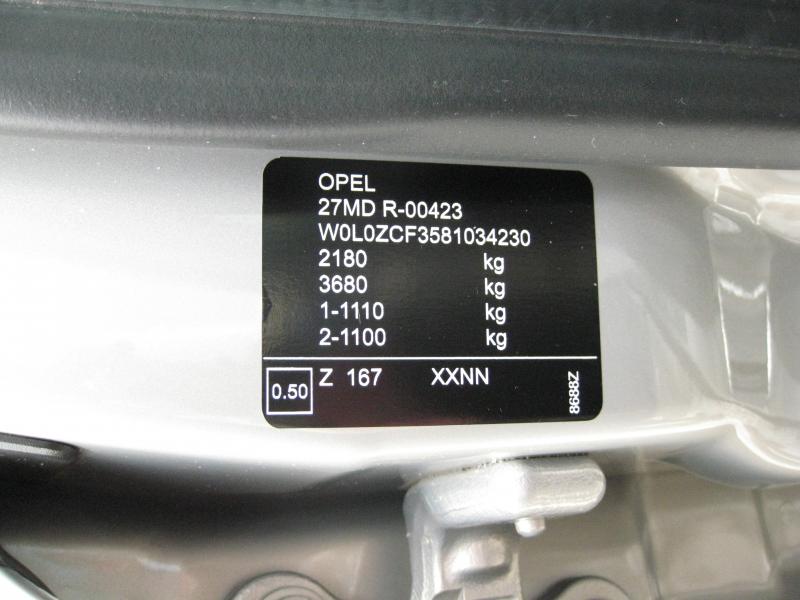 OPEL
27MD R-00423
W0L0ZCF3581034230
2180 kg
3680 kg
1-1110 kg
2-1100 kg
0.50 Z 167 XXNN
8688Z